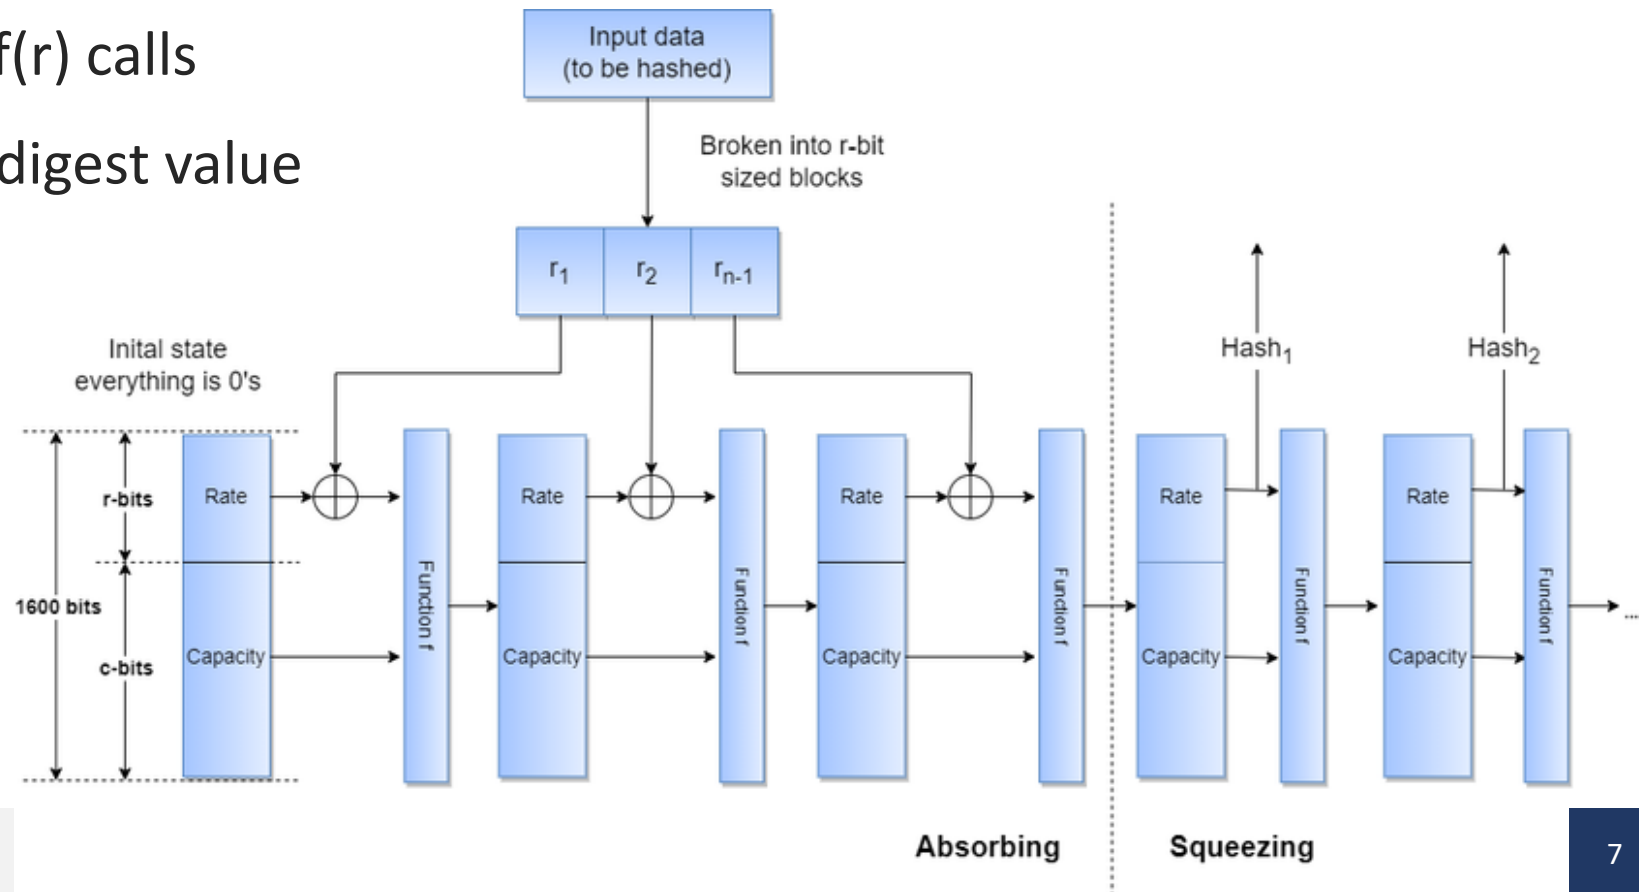 f(r) calls
digest value
Input data
(to be hashed)
Broken into r-bit
sized blocks
r1 r2 rn-1
Inital state
everything is 0's
Hash1 Hash2
r-bits
1600 bits
c-bits
Rate Rate Rate Rate Rate
Capacity Capacity Capacity Capacity Capacity
Function f Function f Function f Function f Function f
...
Absorbing Squeezing
7